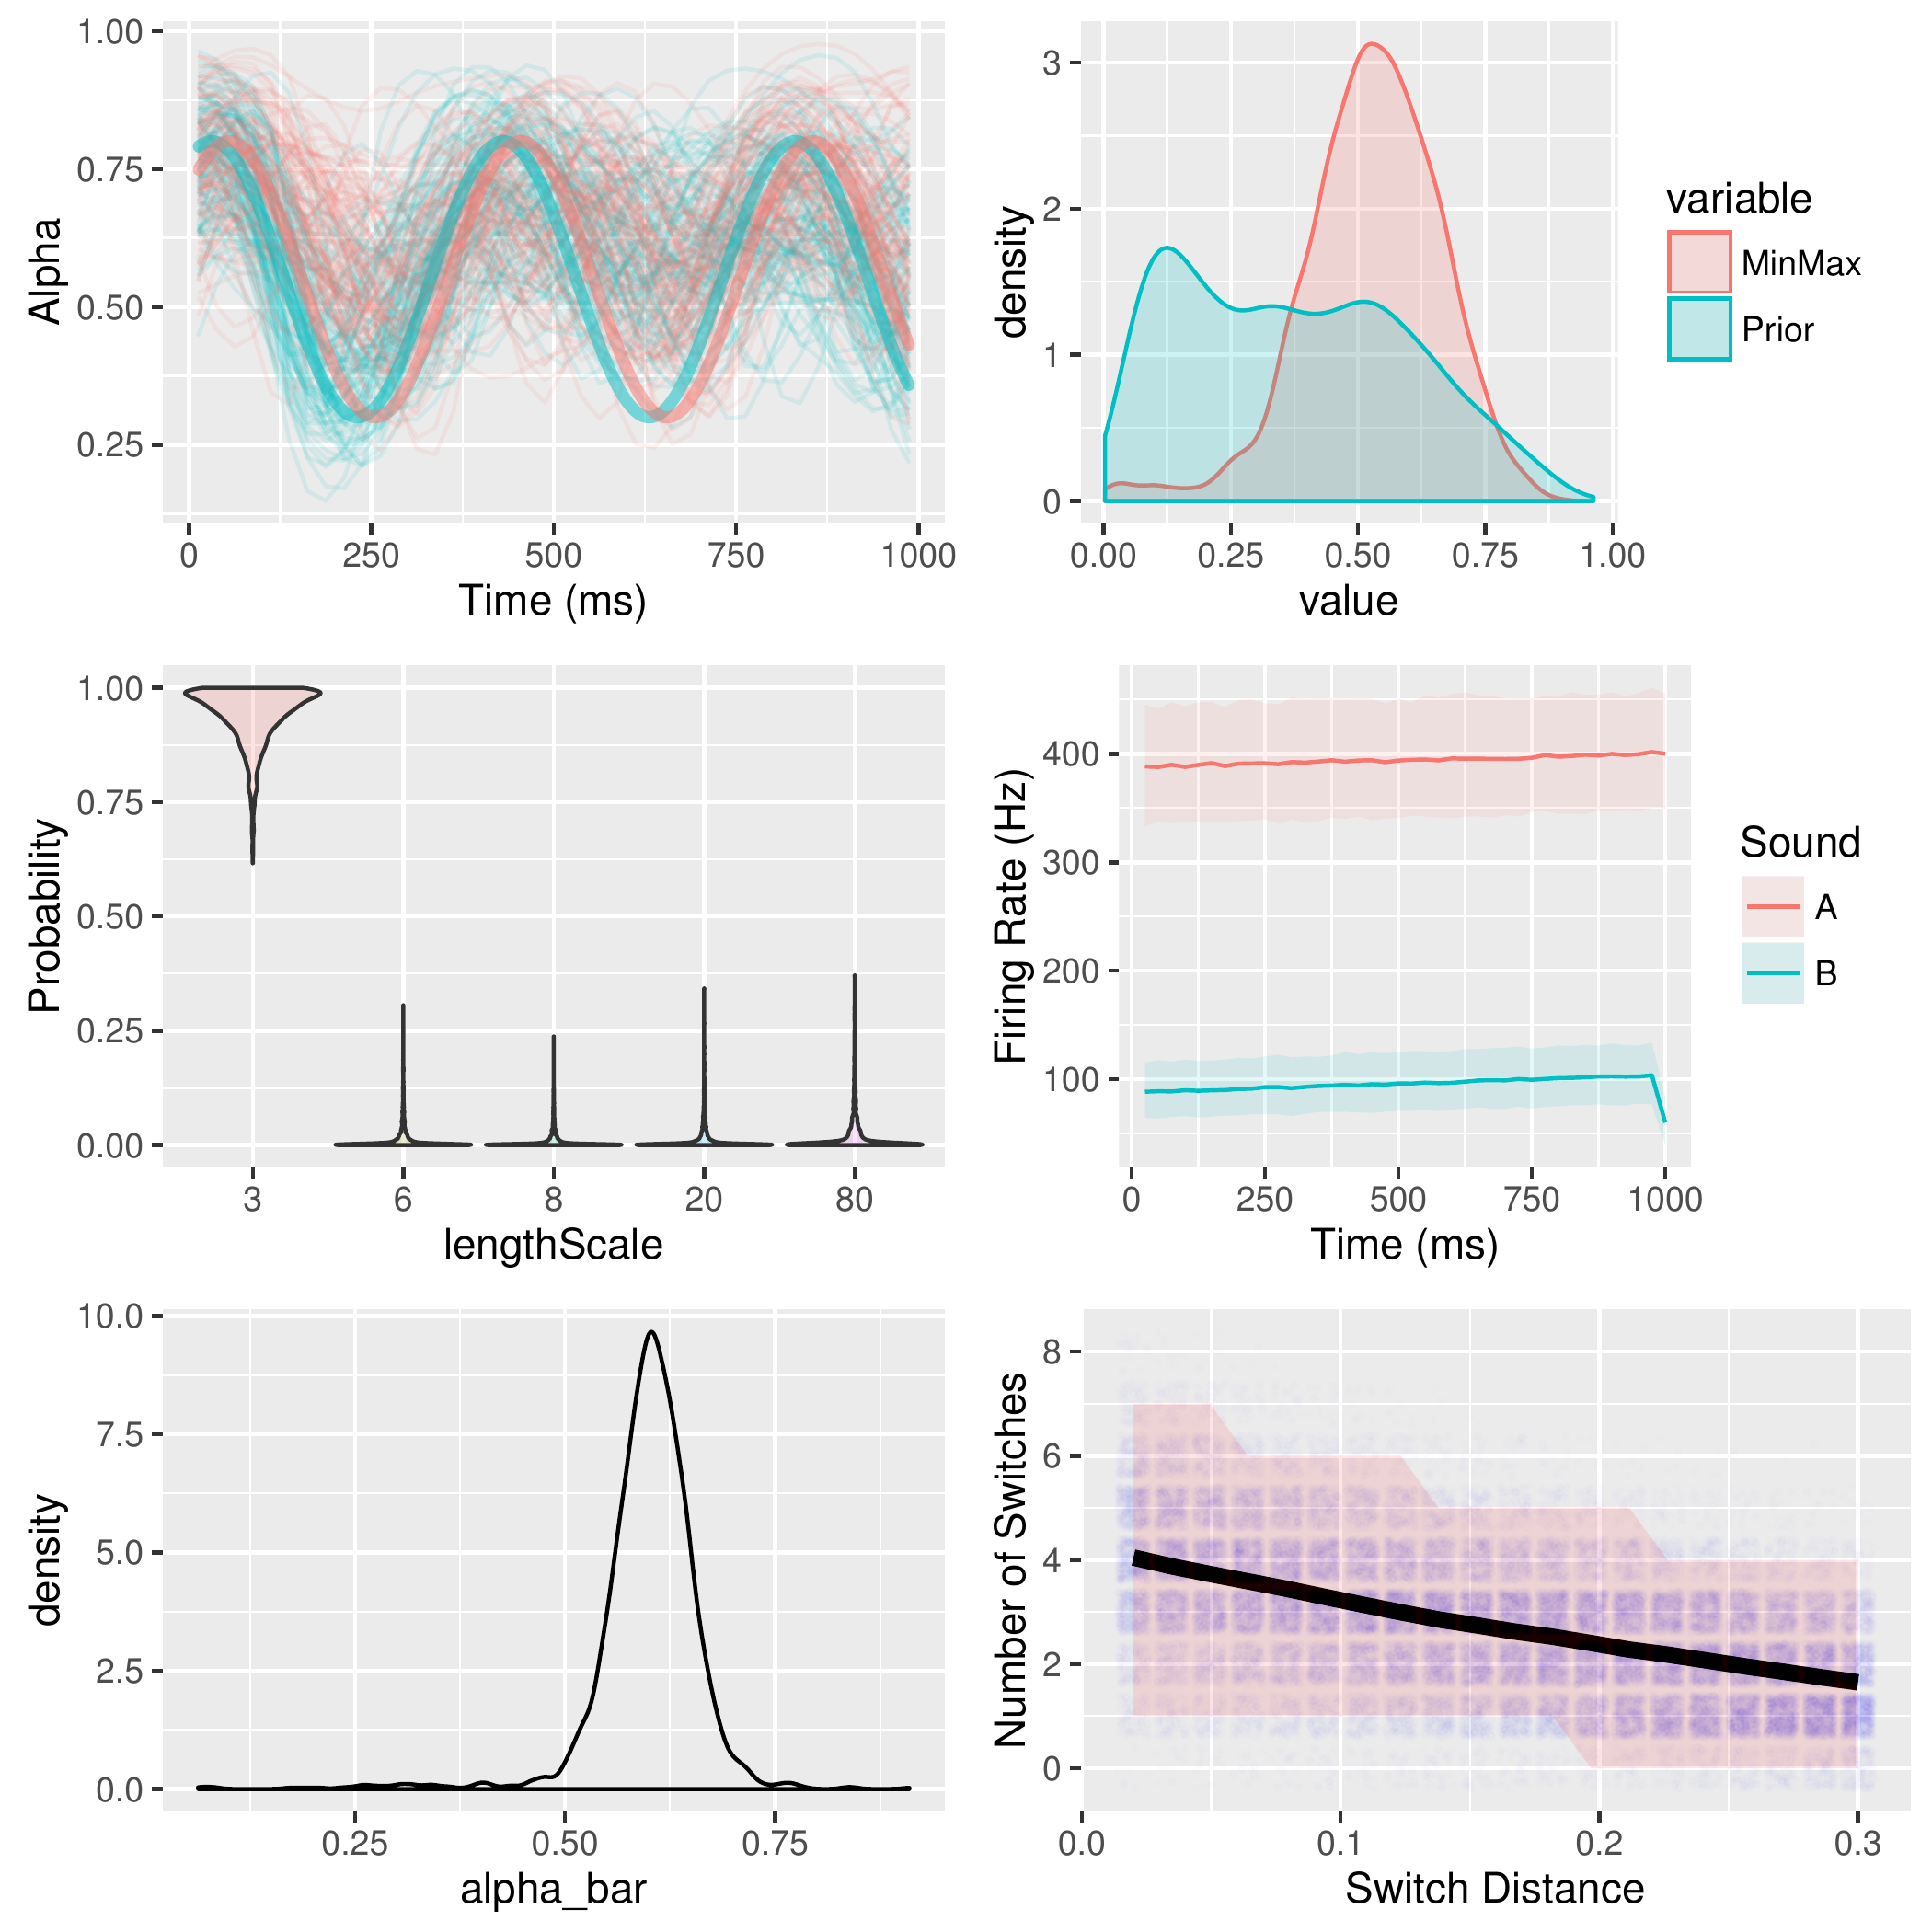 1.00
0.75
0.50
0.25
Alpha
0 250 500 750 1000
Time (ms)
3
2
1
0
density
0.00 0.25 0.50 0.75 1.00
value
variable
MinMax
Prior
1.00
0.75
0.50
0.25
0.00
Probability
3 6 8 20 80
lengthScale
400
300
200
100
Firing Rate (Hz)
0 250 500 750 1000
Time (ms)
Sound
A
B
10.0
7.5
5.0
2.5
0.0
density
0.25 0.50 0.75
alpha_bar
8
6
4
2
0
Number of Switches
0.0 0.1 0.2 0.3
Switch Distance